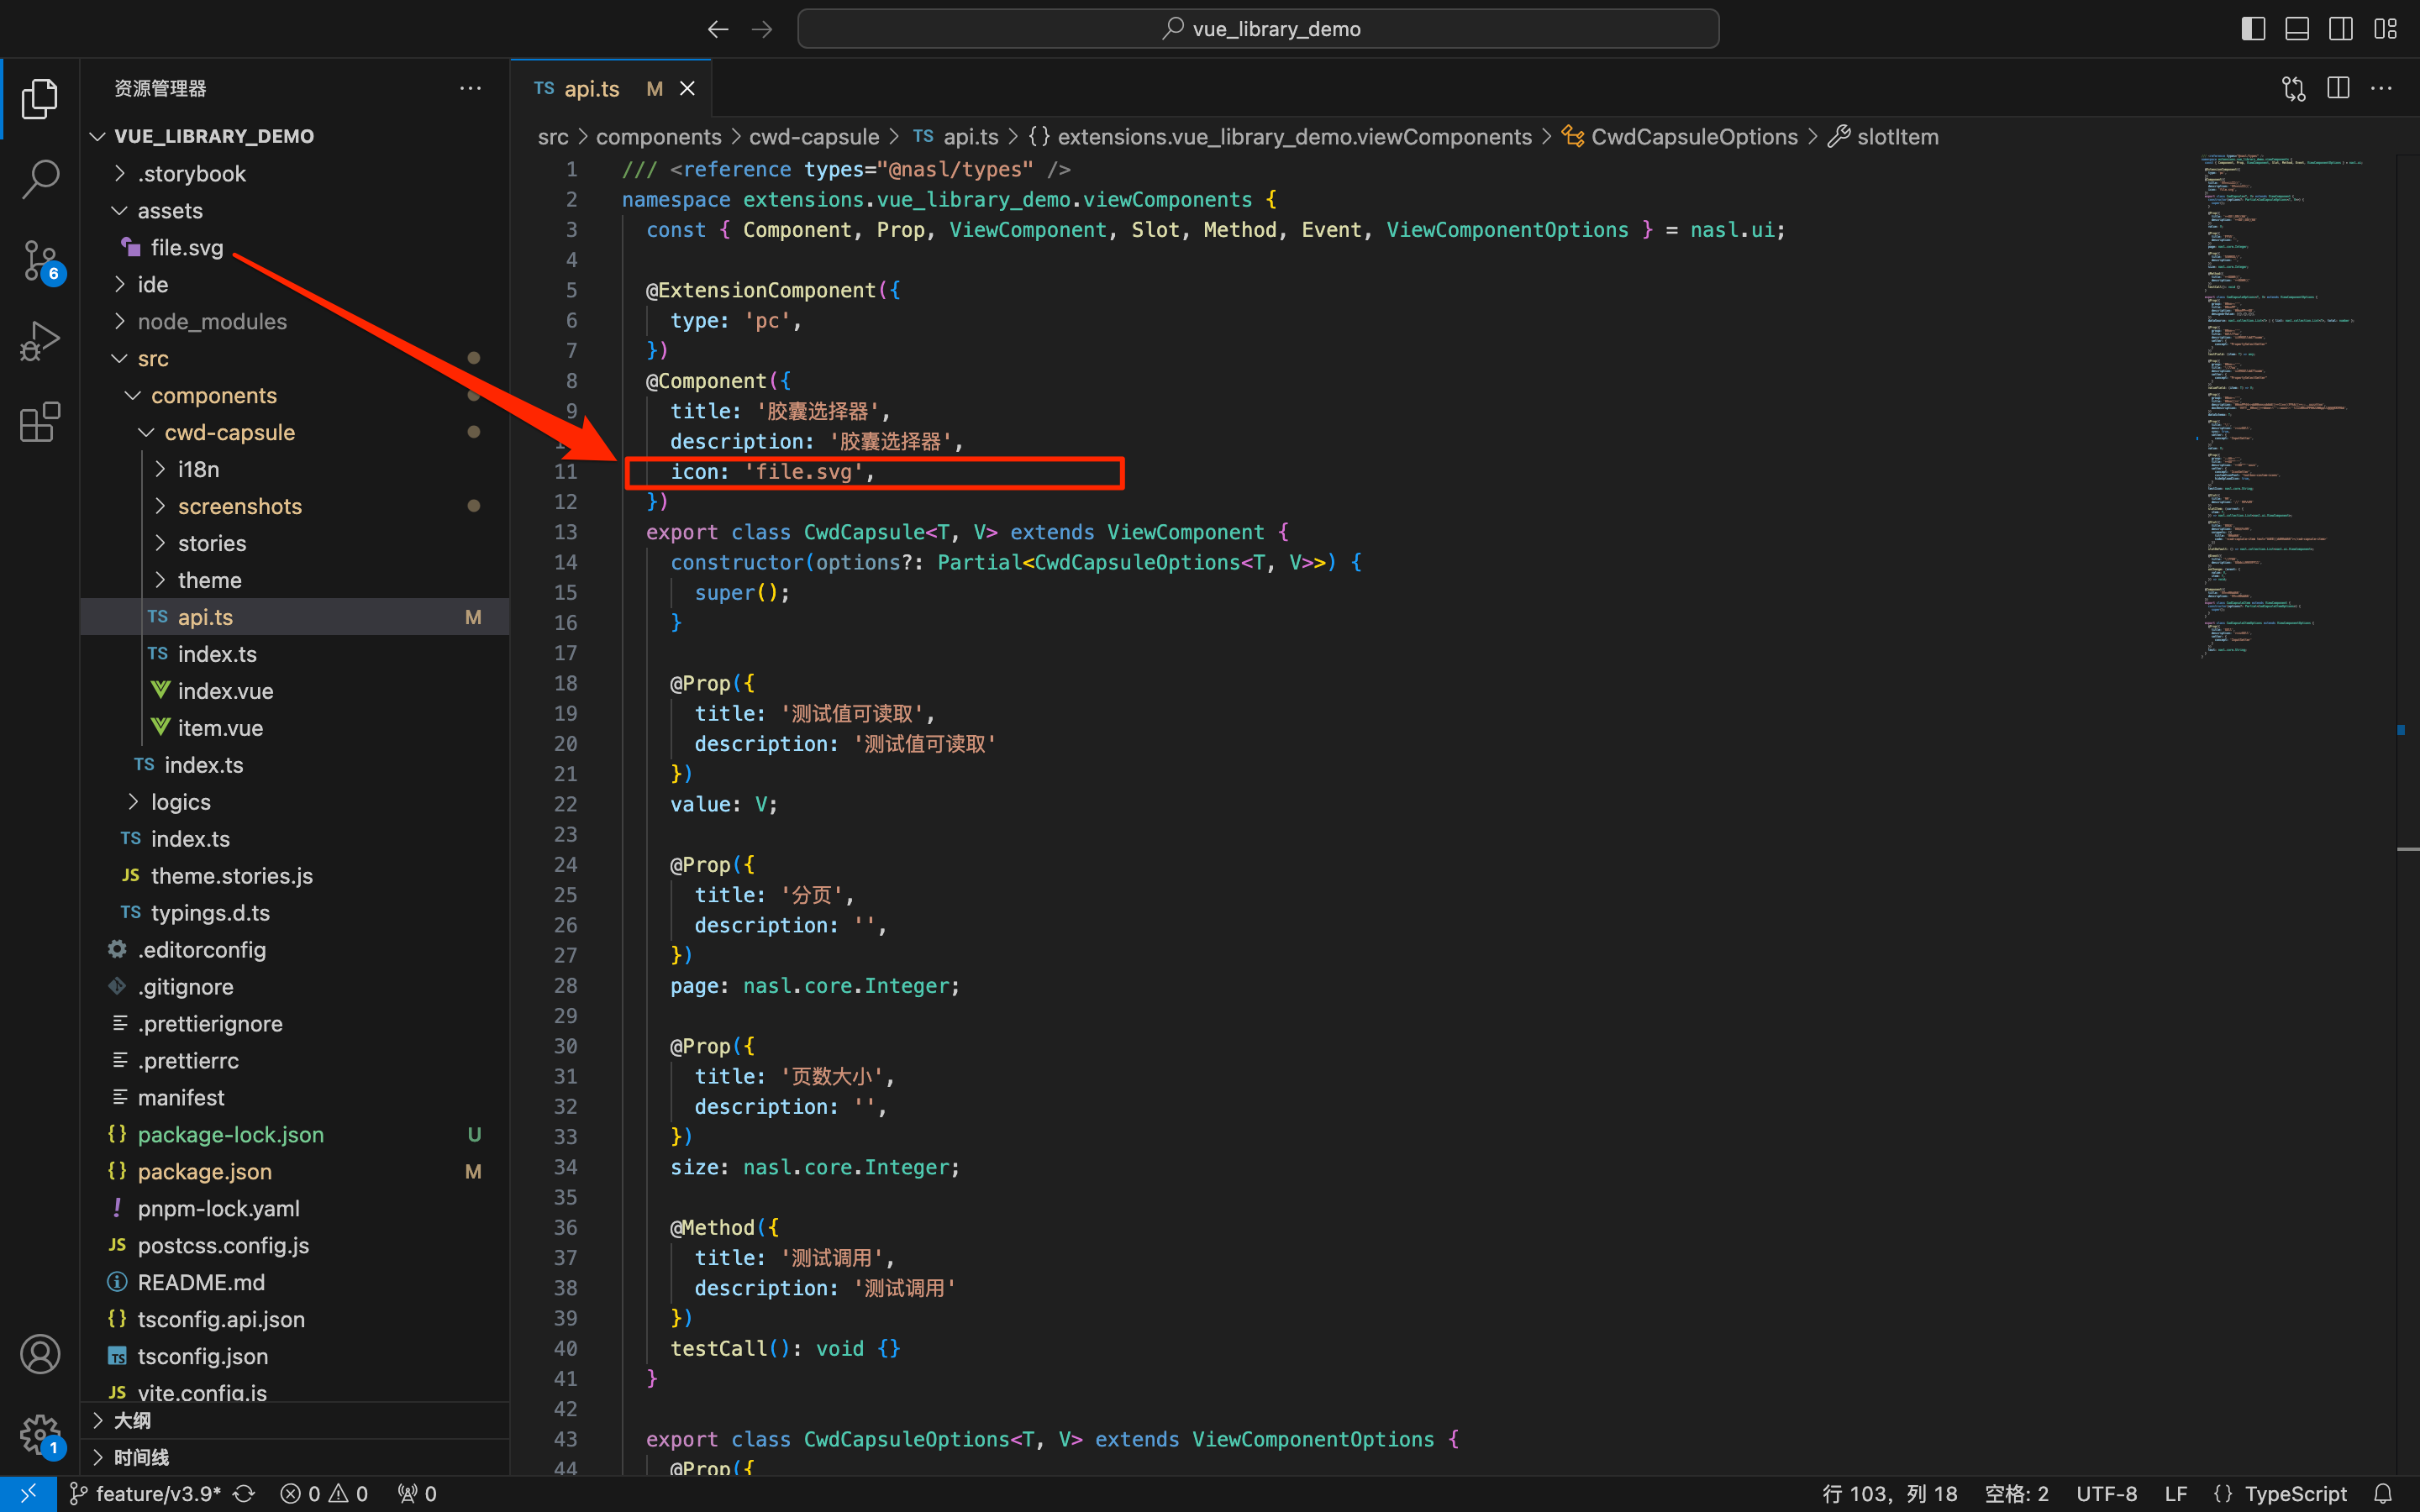 vue_library_demo
资源管理器
VUE_LIBRARY_DEMO
.storybook
assets
file.svg
ide
node_modules
src
components
cwd-capsule
i18n
screenshots
stories
theme
TS api.ts M
TS index.ts
index.vue
item.vue
TS index.ts
logics
TS index.ts
JS theme.stories.js
TS typings.d.ts
.editorconfig
.gitignore
.prettierignore
.prettierrc
manifest
{} package-lock.json U
{} package.json M
! pnpm-lock.yaml
JS postcss.config.js
README.md
{} tsconfig.api.json
TS tsconfig.json
JS vite.config.js
大纲
时间线
6
1
TS api.ts M
src > components > cwd-capsule > TS api.ts > {} extensions.vue_library_demo.viewComponents > CwdCapsuleOptions > slotItem
1 /// <reference types="@nasl/types" />
2 namespace extensions.vue_library_demo.viewComponents {
3 const { Component, Prop, ViewComponent, Slot, Method, Event, ViewComponentOptions } = nasl.ui;
4
5 @ExtensionComponent({
6 type: 'pc',
7 })
8 @Component({
9 title: '胶囊选择器',
description: '胶囊选择器',
11 icon: 'file.svg',
12 })
13 export class CwdCapsule<T, V> extends ViewComponent {
14 constructor(options?: Partial<CwdCapsuleOptions<T, V>>) {
15 super();
16 }
17
18 @Prop({
19 title: '测试值可读取',
20 description: '测试值可读取'
21 })
22 value: V;
23
24 @Prop({
25 title: '分页',
26 description: '',
27 })
28 page: nasl.core.Integer;
29
30 @Prop({
31 title: '页数大小',
32 description: '',
33 })
34 size: nasl.core.Integer;
35
36 @Method({
37 title: '测试调用',
38 description: '测试调用'
39 })
40 testCall(): void {}
41 }
42
43 export class CwdCapsuleOptions<T, V> extends ViewComponentOptions {
44 @Prop({
feature/v3.9* 0 0 0
行 103, 列 18 空格: 2 UTF-8 LF {} TypeScript